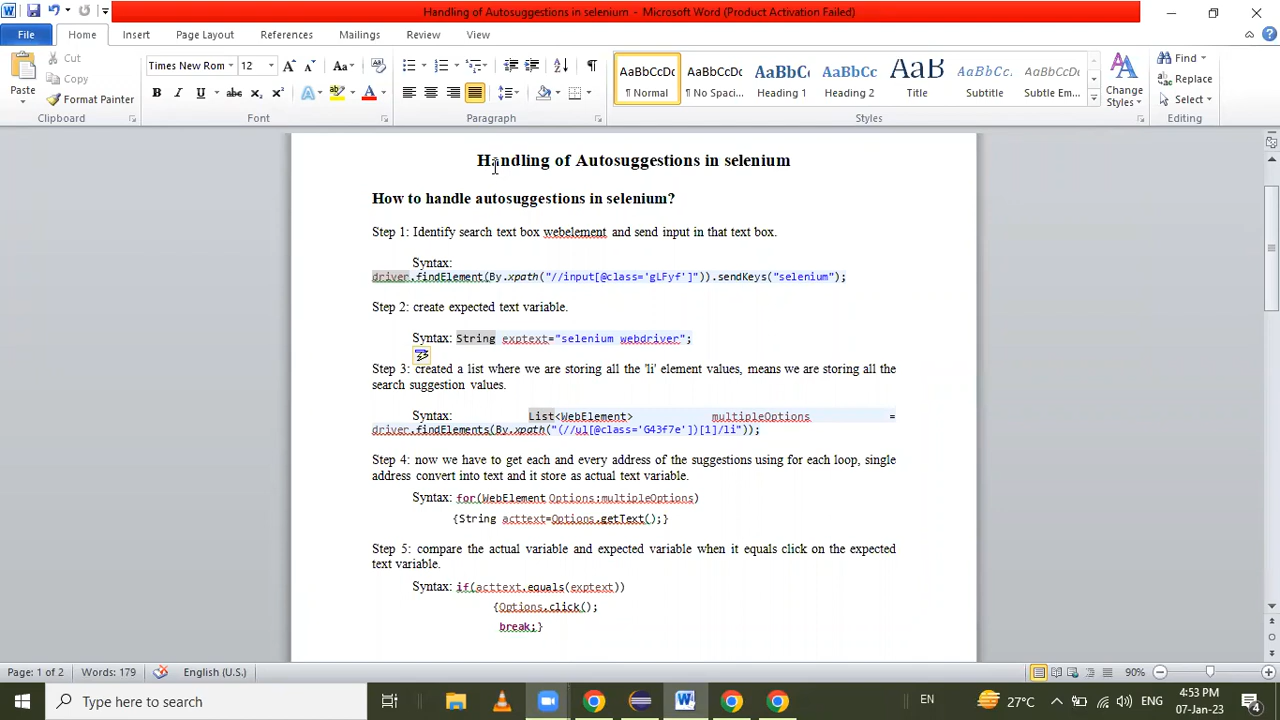 Handling of Autosuggestions in selenium - Microsoft Word (Product Activation Failed)
File Home Insert Page Layout References Mailings Review View
Paste Cut Copy Format Painter Clipboard
Times New Rom 12 Font
Paragraph
AaBbCcDc AaBbCcDc AaBbC AaBbCc AaB AaBbCc. AaBbCcDc
¶ Normal ¶ No Spaci... Heading 1 Heading 2 Title Subtitle Subtle Em...
Change Styles Styles
Find Replace Select Editing
Handling of Autosuggestions in selenium
How to handle autosuggestions in selenium?
Step 1: Identify search text box webelement and send input in that text box.
Syntax:
driver.findElement(By.xpath("//input[@class='gLFyf']")).sendKeys("selenium");
Step 2: create expected text variable.
Syntax: String exptext="selenium webdriver";
Step 3: created a list where we are storing all the 'li' element values, means we are storing all the
search suggestion values.
Syntax: List<WebElement> multipleOptions =
driver.findElements(By.xpath("(//ul[@class='G43f7e'])[1]/li"));
Step 4: now we have to get each and every address of the suggestions using for each loop, single
address convert into text and it store as actual text variable.
Syntax: for(WebElement Options:multipleOptions)
{String acttext=Options.getText();}
Step 5: compare the actual variable and expected variable when it equals click on the expected
text variable.
Syntax: if(acttext.equals(exptext))
{Options.click();
break;}
Page: 1 of 2 Words: 179 English (U.S.) 90%
Type here to search
EN 27°C ENG 4:53 PM 07-Jan-23 4